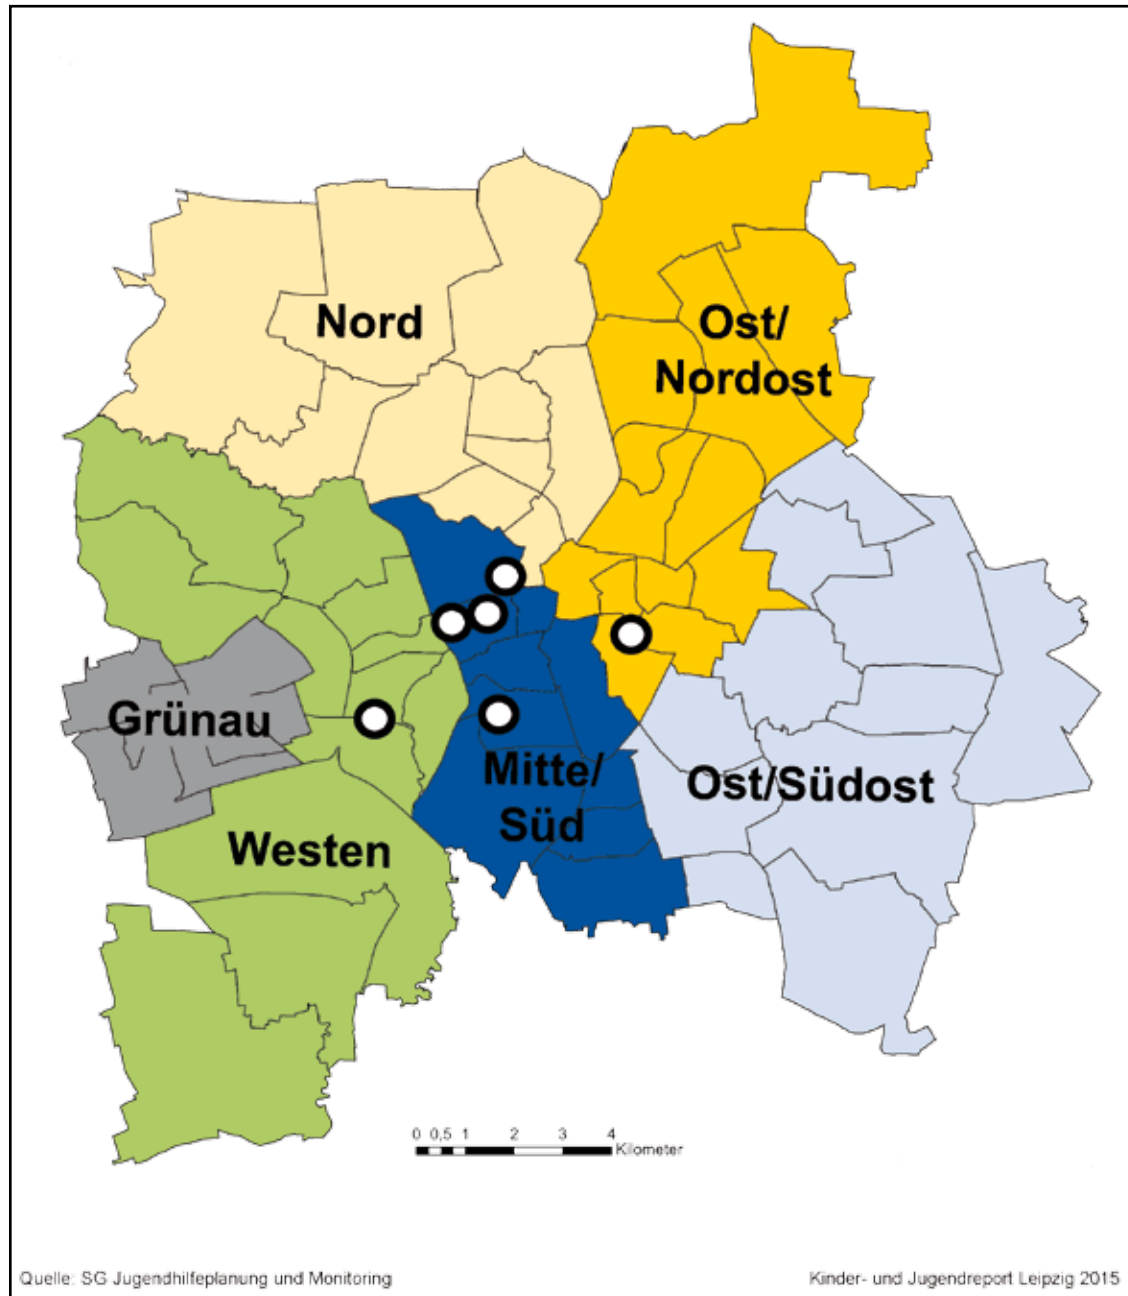 Nord
Ost/
Nordost
Grünau
Mitte/
Süd
Ost/Südost
Westen
0 0,5 1 2 3 4
Kilometer
Quelle: SG Jugendhilfeplanung und Monitoring
Kinder- und Jugendreport Leipzig 2015